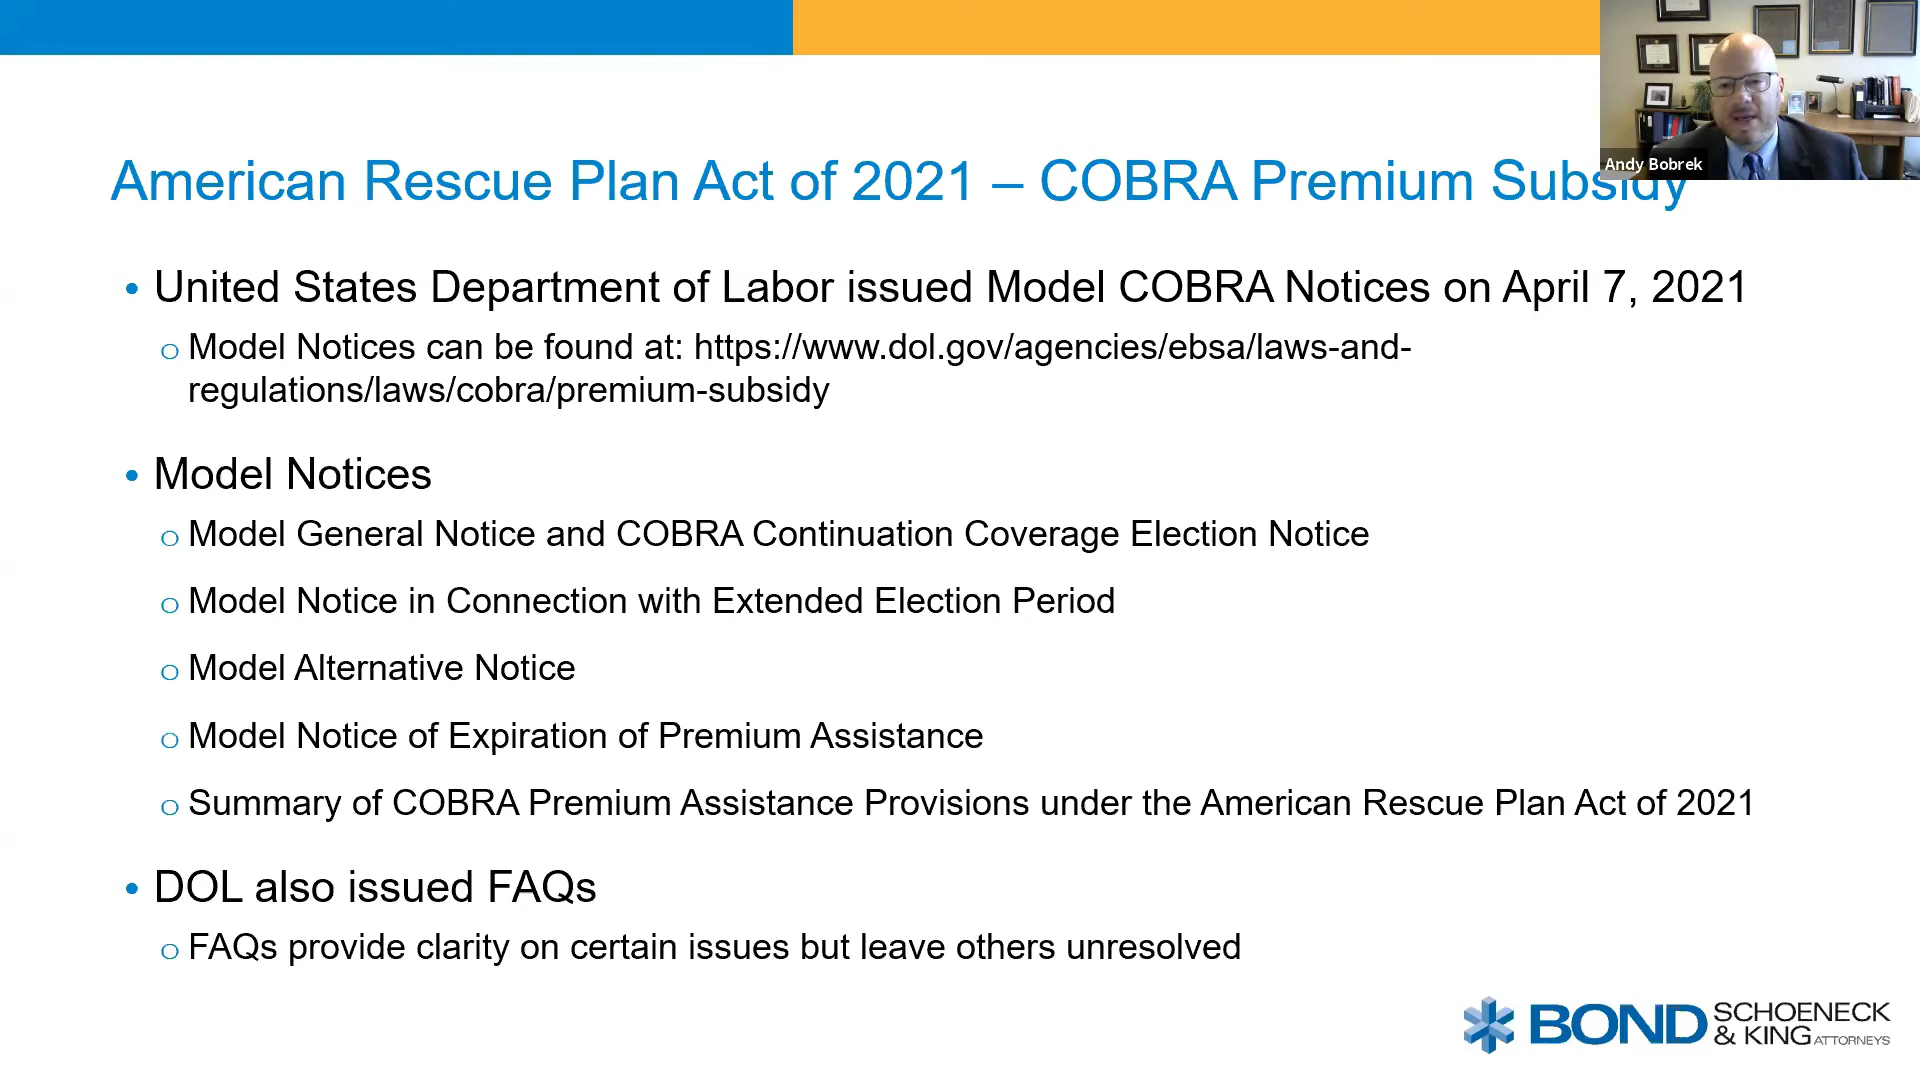 Andy Bobrek
American Rescue Plan Act of 2021 – COBRA Premium Subsidy
• United States Department of Labor issued Model COBRA Notices on April 7, 2021
o Model Notices can be found at: https://www.dol.gov/agencies/ebsa/laws-and-
regulations/laws/cobra/premium-subsidy
• Model Notices
o Model General Notice and COBRA Continuation Coverage Election Notice
o Model Notice in Connection with Extended Election Period
o Model Alternative Notice
o Model Notice of Expiration of Premium Assistance
o Summary of COBRA Premium Assistance Provisions under the American Rescue Plan Act of 2021
• DOL also issued FAQs
o FAQs provide clarity on certain issues but leave others unresolved
BOND SCHOENECK
& KING ATTORNEYS